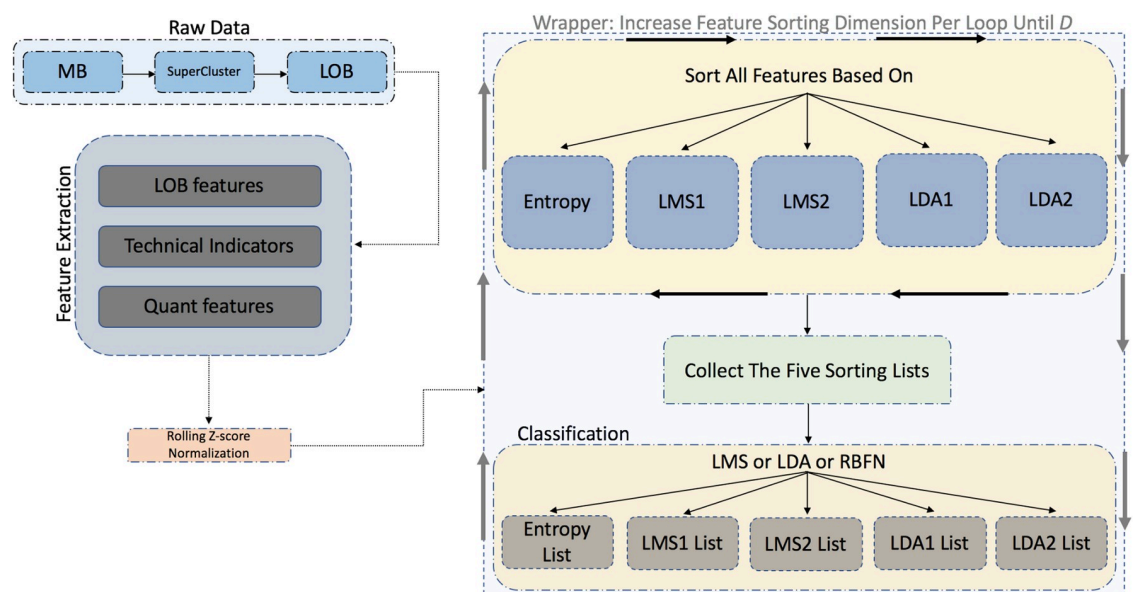 Raw Data
MB
SuperCluster
LOB
Feature Extraction
LOB features
Technical Indicators
Quant features
Rolling Z-score
Normalization
Wrapper: Increase Feature Sorting Dimension Per Loop Until D
Sort All Features Based On
Entropy
LMS1
LMS2
LDA1
LDA2
Collect The Five Sorting Lists
Classification
LMS or LDA or RBFN
Entropy
List
LMS1 List
LMS2 List
LDA1 List
LDA2 List